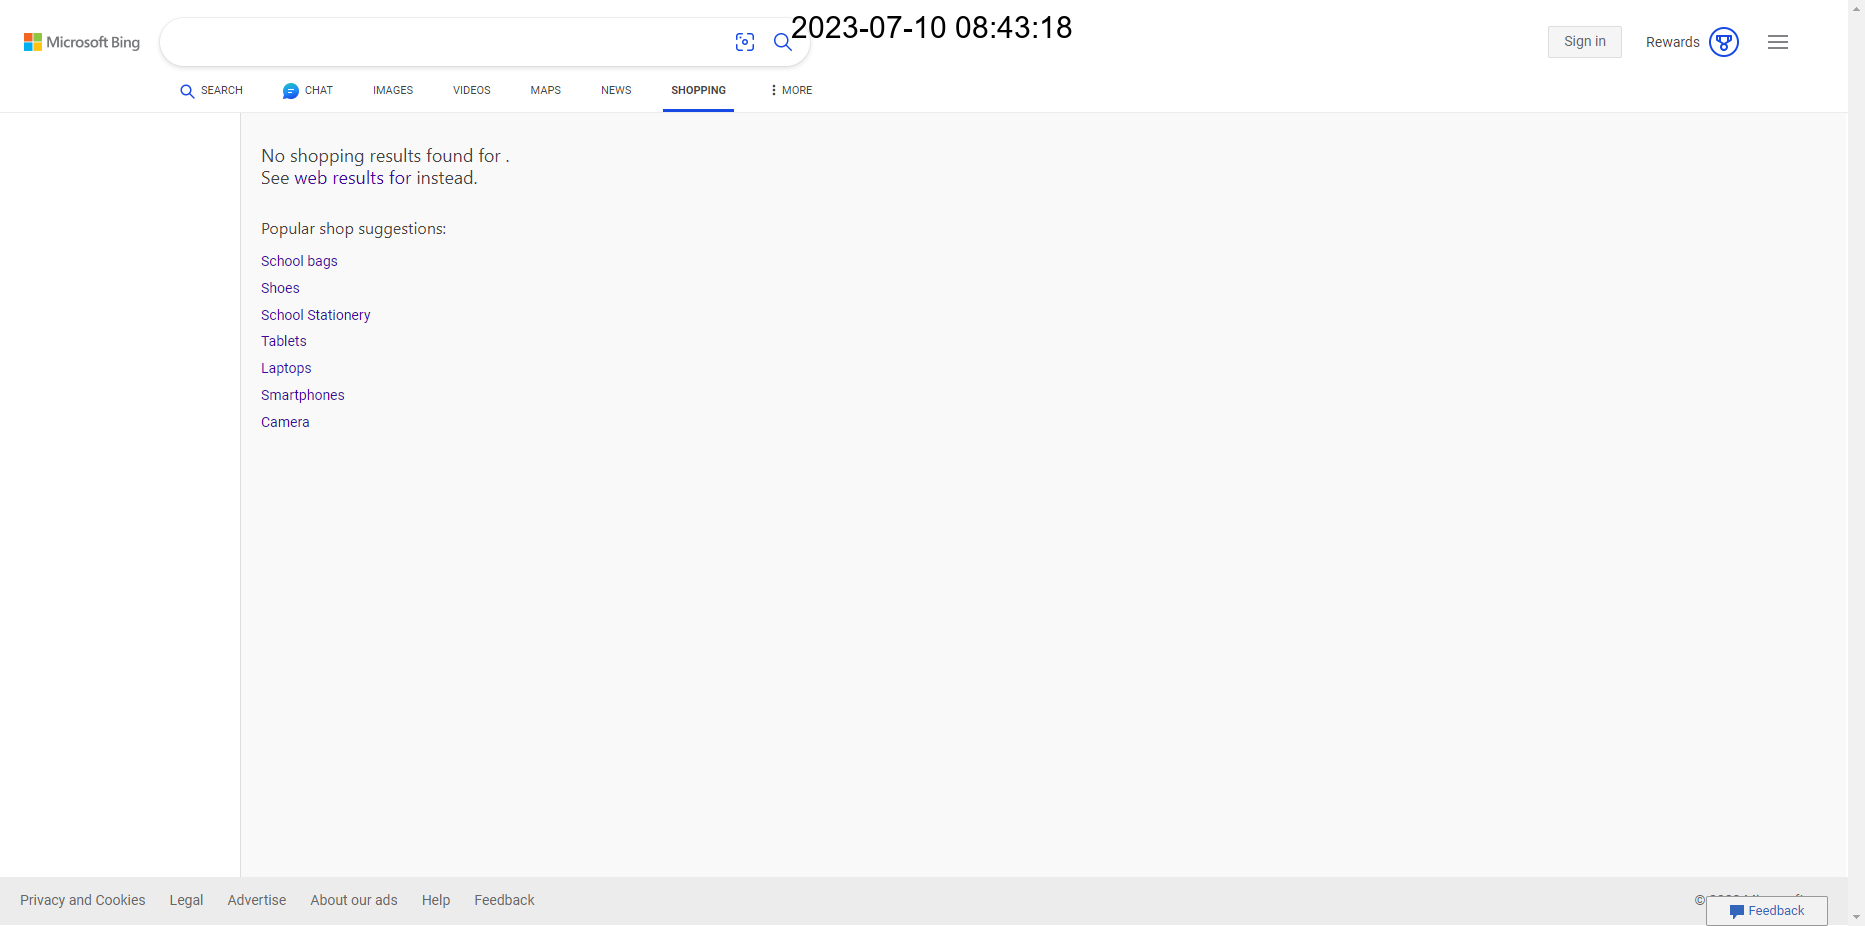 Microsoft Bing
2023-07-10 08:43:18
Sign in
Rewards
SEARCH
CHAT
IMAGES
VIDEOS
MAPS
NEWS
SHOPPING
MORE
No shopping results found for .
See web results for instead.
Popular shop suggestions:
School bags
Shoes
School Stationery
Tablets
Laptops
Smartphones
Camera
Privacy and Cookies
Legal
Advertise
About our ads
Help
Feedback
©
Feedback